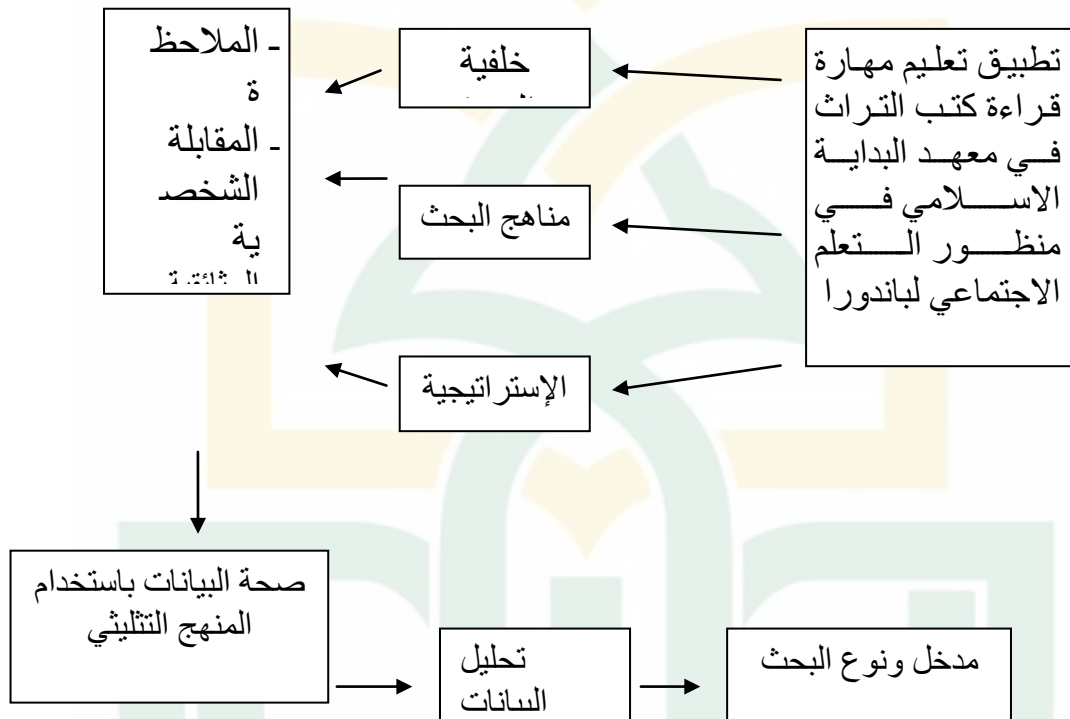 تطبيق تعليم مهارة
قراءة كتب التراث
في معهد البداية
الاسلامي في
منظور التعلم
الاجتماعي لباندورا
خلفية
مناهج البحث
الإستراتيجية
- الملاحظ
ة
- المقابلة
الشخصـ
ية
صحة البيانات باستخدام
المنهج التثليثي
تحليل
البيانات
مدخل ونوع البحث